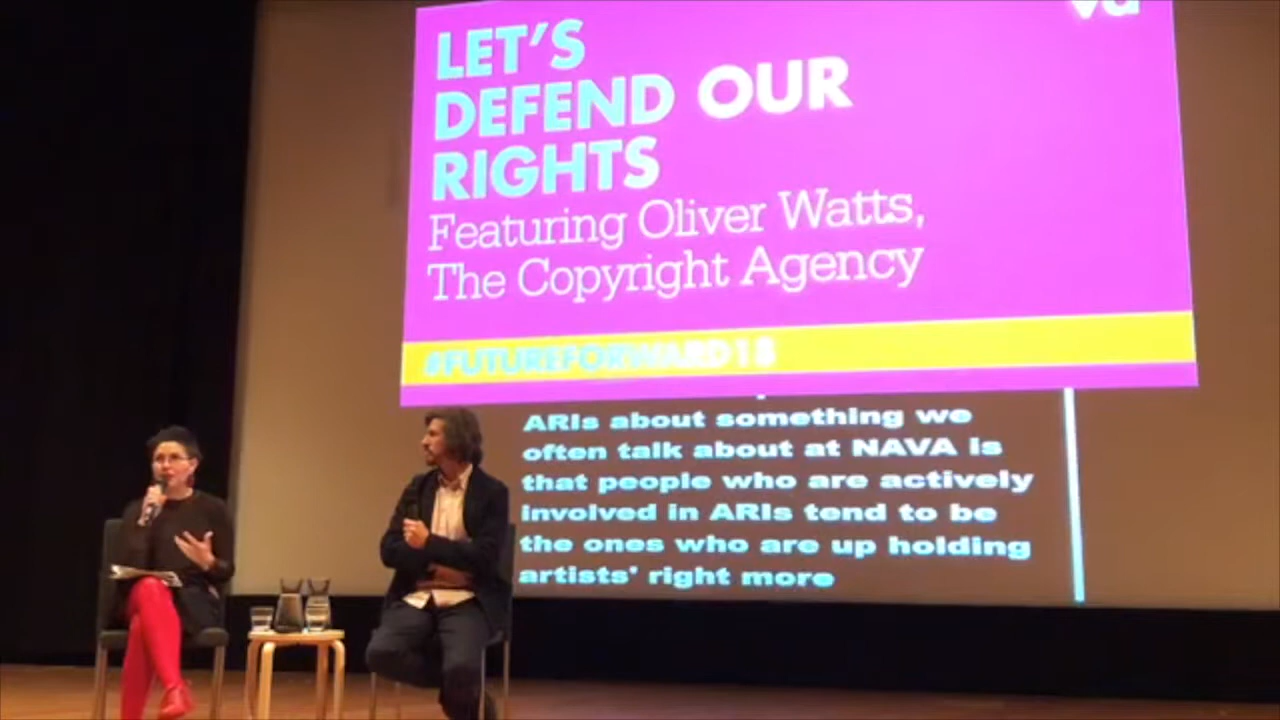 LET'S
DEFEND OUR
RIGHTS
Featuring Oliver Watts,
The Copyright Agency
#FUTUREFORWARD18
ARIs about something we
often talk about at NAVA is
that people who are actively
involved in ARIs tend to be
the ones who are up holding
artists' right more